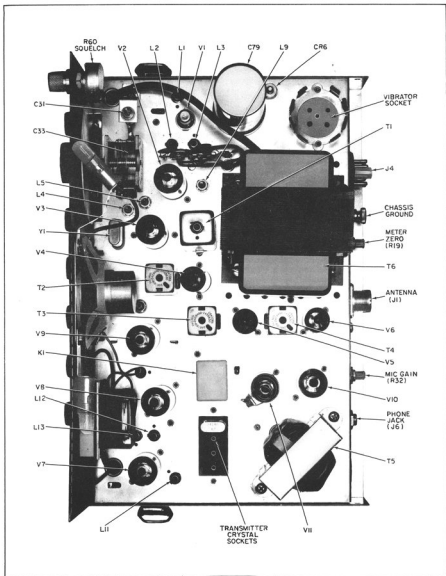 R60
SQUELCH
V2
L2
L1
V1
L3
C79
L9
CR6
C31
VIBRATOR
SOCKET
C33
T1
J4
L5
L4
V3
CHASSIS
GROUND
Y1
METER
ZERO
(R19)
V4
T2
T6
ANTENNA
(J1)
T3
V6
V9
T4
V5
K1
MIC GAIN
(R32)
V8
V10
L12
PHONE
JACK
(J6)
L13
V7
T5
L11
TRANSMITTER
CRYSTAL
SOCKETS
V11